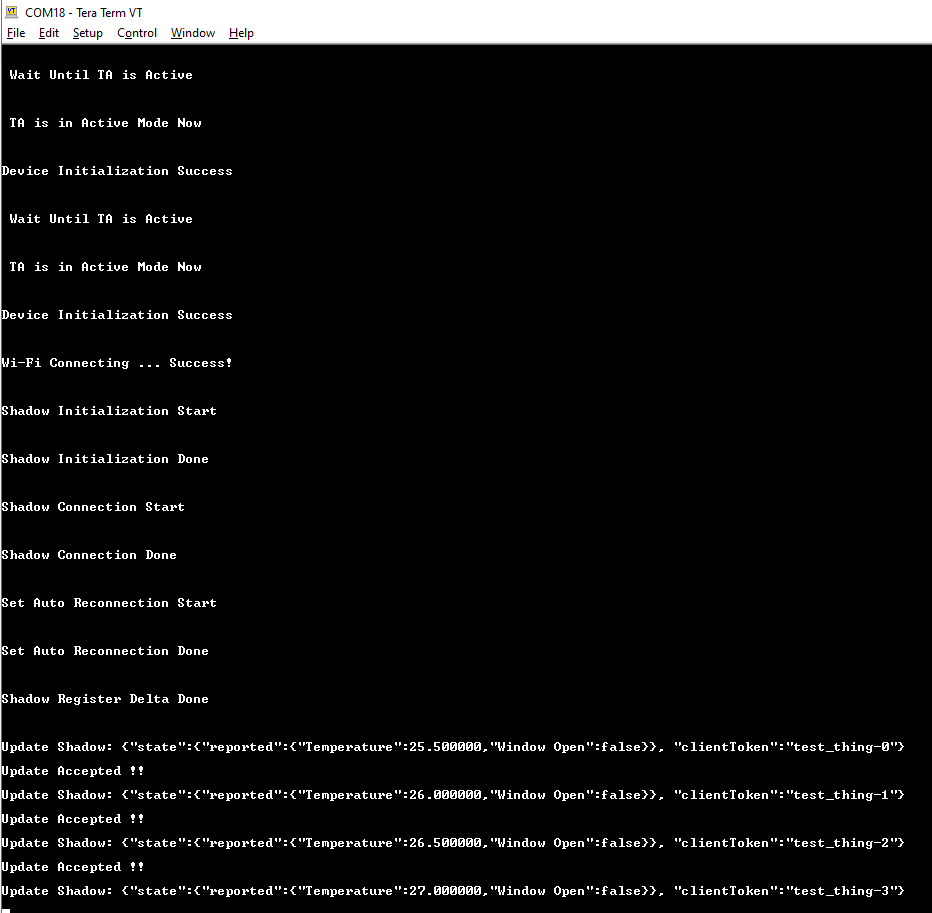 COM18 - Tera Term VT
File Edit Setup Control Window Help
Wait Until TA is Active
TA is in Active Mode Now
Device Initialization Success
Wait Until TA is Active
TA is in Active Mode Now
Device Initialization Success
Wi-Fi Connecting ... Success!
Shadow Initialization Start
Shadow Initialization Done
Shadow Connection Start
Shadow Connection Done
Set Auto Reconnection Start
Set Auto Reconnection Done
Shadow Register Delta Done
Update Shadow: {"state":{"reported":{"Temperature":25.500000,"Window Open":false}}, "clientToken":"test_thing-0"}
Update Accepted !!
Update Shadow: {"state":{"reported":{"Temperature":26.000000,"Window Open":false}}, "clientToken":"test_thing-1"}
Update Accepted !!
Update Shadow: {"state":{"reported":{"Temperature":26.500000,"Window Open":false}}, "clientToken":"test_thing-2"}
Update Accepted !!
Update Shadow: {"state":{"reported":{"Temperature":27.000000,"Window Open":false}}, "clientToken":"test_thing-3"}